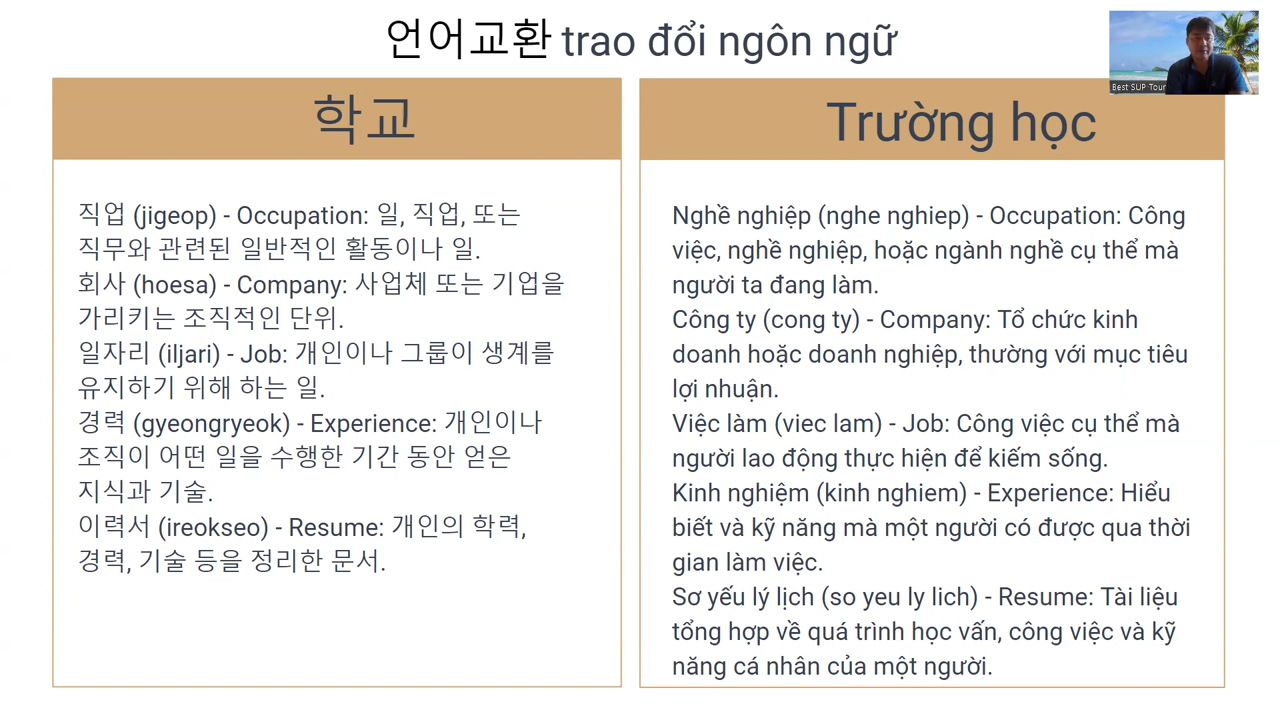 언어교환 trao đổi ngôn ngữ
Best SUP Tour
학교
직업 (jigeop) - Occupation: 일, 직업, 또는
직무와 관련된 일반적인 활동이나 일.
회사 (hoesa) - Company: 사업체 또는 기업을
가리키는 조직적인 단위.
일자리 (iljari) - Job: 개인이나 그룹이 생계를
유지하기 위해 하는 일.
경력 (gyeongryeok) - Experience: 개인이나
조직이 어떤 일을 수행한 기간 동안 얻은
지식과 기술.
이력서 (ireokseo) - Resume: 개인의 학력,
경력, 기술 등을 정리한 문서.
Trường học
Nghề nghiệp (nghe nghiep) - Occupation: Công
việc, nghề nghiệp, hoặc ngành nghề cụ thể mà
người ta đang làm.
Công ty (cong ty) - Company: Tổ chức kinh
doanh hoặc doanh nghiệp, thường với mục tiêu
lợi nhuận.
Việc làm (viec lam) - Job: Công việc cụ thể mà
người lao động thực hiện để kiếm sống.
Kinh nghiệm (kinh nghiem) - Experience: Hiểu
biết và kỹ năng mà một người có được qua thời
gian làm việc.
Sơ yếu lý lịch (so yeu ly lich) - Resume: Tài liệu
tổng hợp về quá trình học vấn, công việc và kỹ
năng cá nhân của một người.